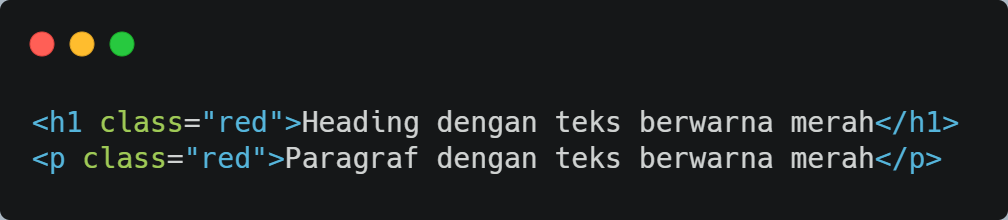 <h1 class="red">Heading dengan teks berwarna merah</h1>
<p class="red">Paragraf dengan teks berwarna merah</p>